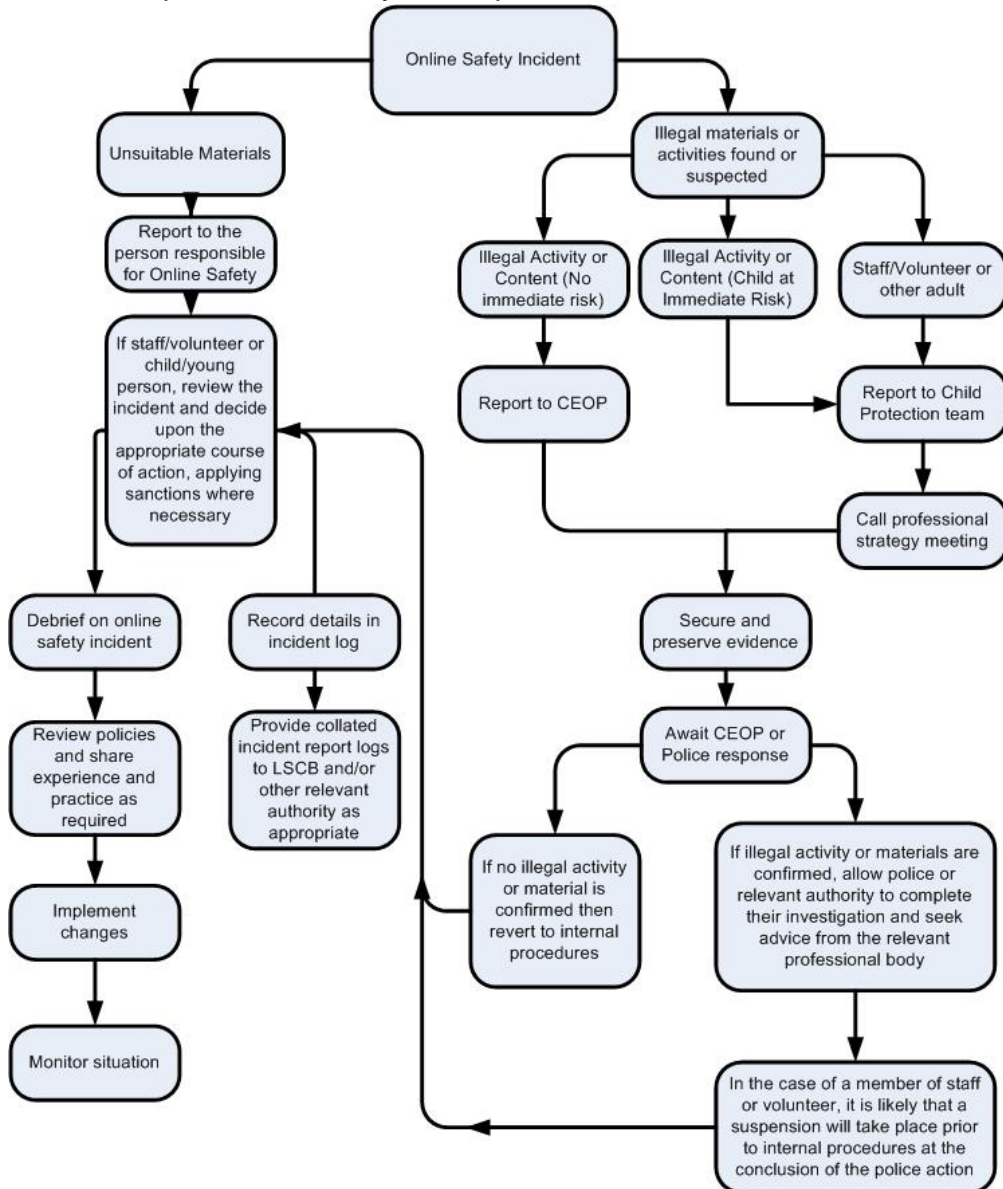 Online Safety Incident
Unsuitable Materials
Report to the
person responsible
for Online Safety
If staff/volunteer or
child/young
person, review the
incident and decide
upon the
appropriate course
of action, applying
sanctions where
necessary
Debrief on online
safety incident
Review policies
and share
experience and
practice as
required
Implement
changes
Monitor situation
Record details in
incident log
Provide collated
incident report logs
to LSCB and/or
other relevant
authority as
appropriate
Illegal materials or
activities found or
suspected
Illegal Activity or
Content (No
immediate risk)
Illegal Activity or
Content (Child at
Immediate Risk)
Staff/Volunteer or
other adult
Report to CEOP
Report to Child
Protection team
Call professional
strategy meeting
Secure and
preserve evidence
Await CEOP or
Police response
If no illegal activity
or material is
confirmed then
revert to internal
procedures
If illegal activity or materials are
confirmed, allow police or
relevant authority to complete
their investigation and seek
advice from the relevant
professional body
In the case of a member of staff
or volunteer, it is likely that a
suspension will take place prior
to internal procedures at the
conclusion of the police action